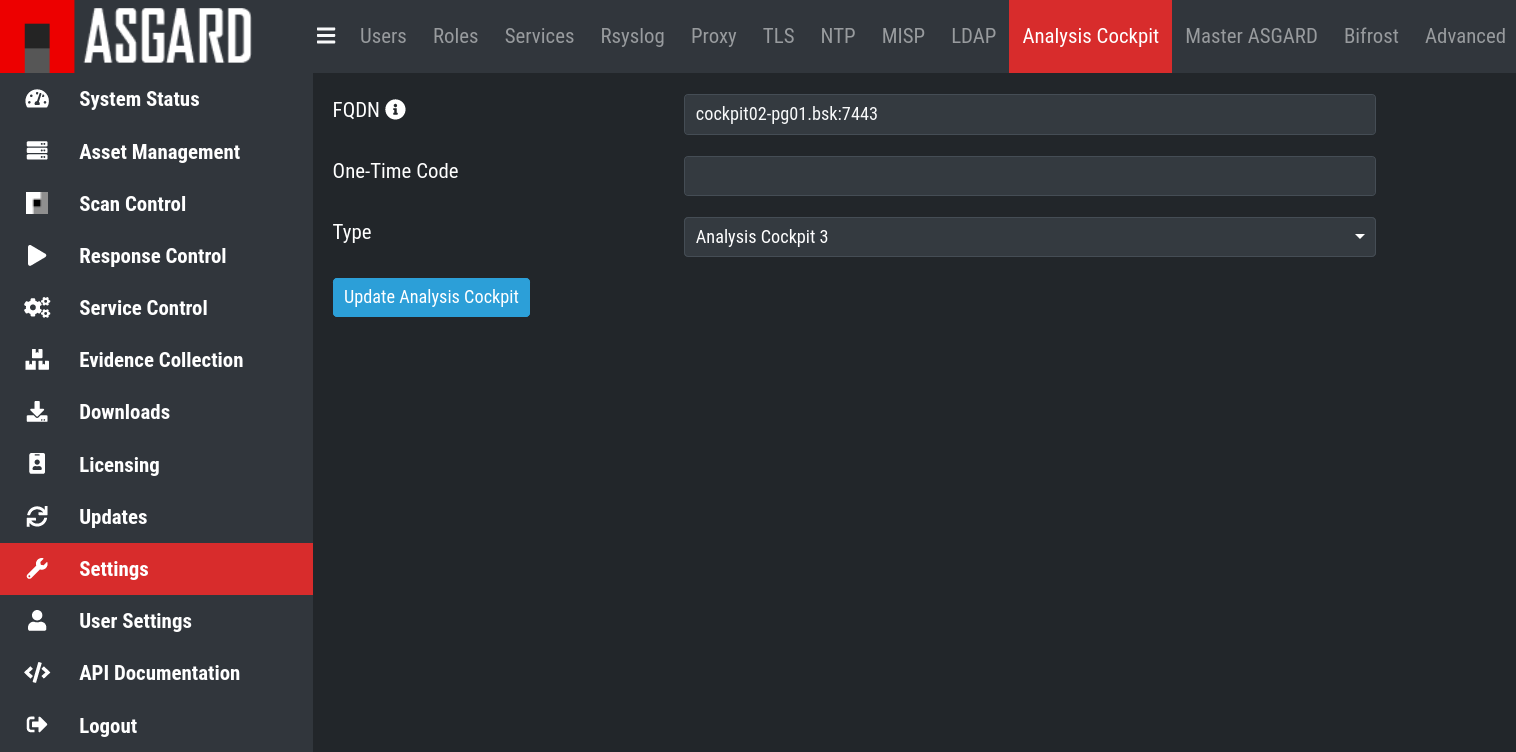 ASGARD
Users Roles Services Rsyslog Proxy TLS NTP MISP LDAP Analysis Cockpit Master ASGARD Bifrost Advanced
System Status
Asset Management
Scan Control
Response Control
Service Control
Evidence Collection
Downloads
Licensing
Updates
Settings
User Settings
API Documentation
Logout
FQDN
cockpit02-pg01.bsk:7443
One-Time Code
Type
Analysis Cockpit 3
Update Analysis Cockpit